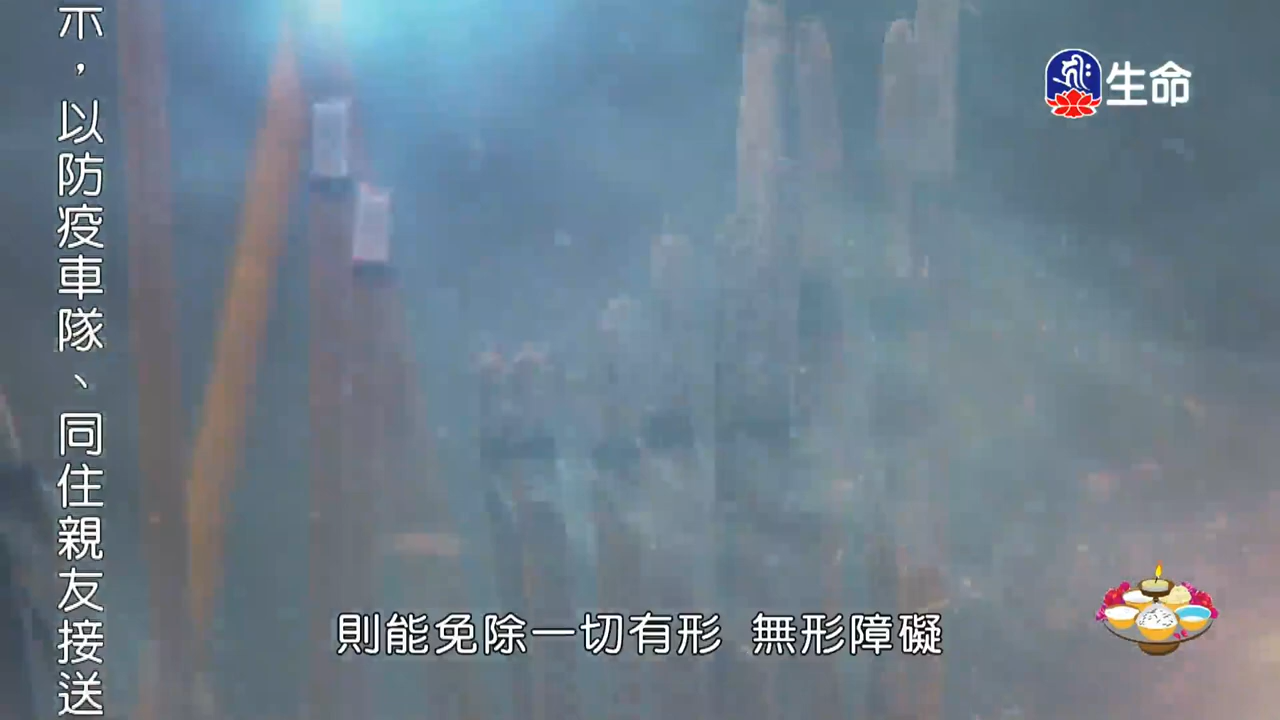 示，以防疫車隊、同住親友接送
生命
則能免除一切有形 無形障礙